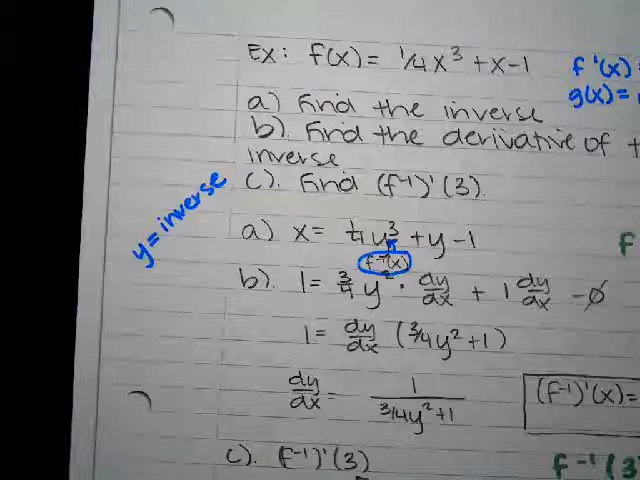 Ex: f(x) = 1/4x³ + x - 1
f'(x) =
g(x) =
a) Find the inverse
b). Find the derivative of
inverse
c). Find (f⁻¹)'(3).
y = inverse
a) x = 1/4y³ + y - 1
f⁻¹(x)
b). 1 = 3/4y² · dy/dx + 1 dy/dx - 0
1 = dy/dx (3/4y² + 1)
dy/dx = 1/(3/4y² + 1)
(f⁻¹)'(x) =
c). (f⁻¹)'(3)
f⁻¹(3